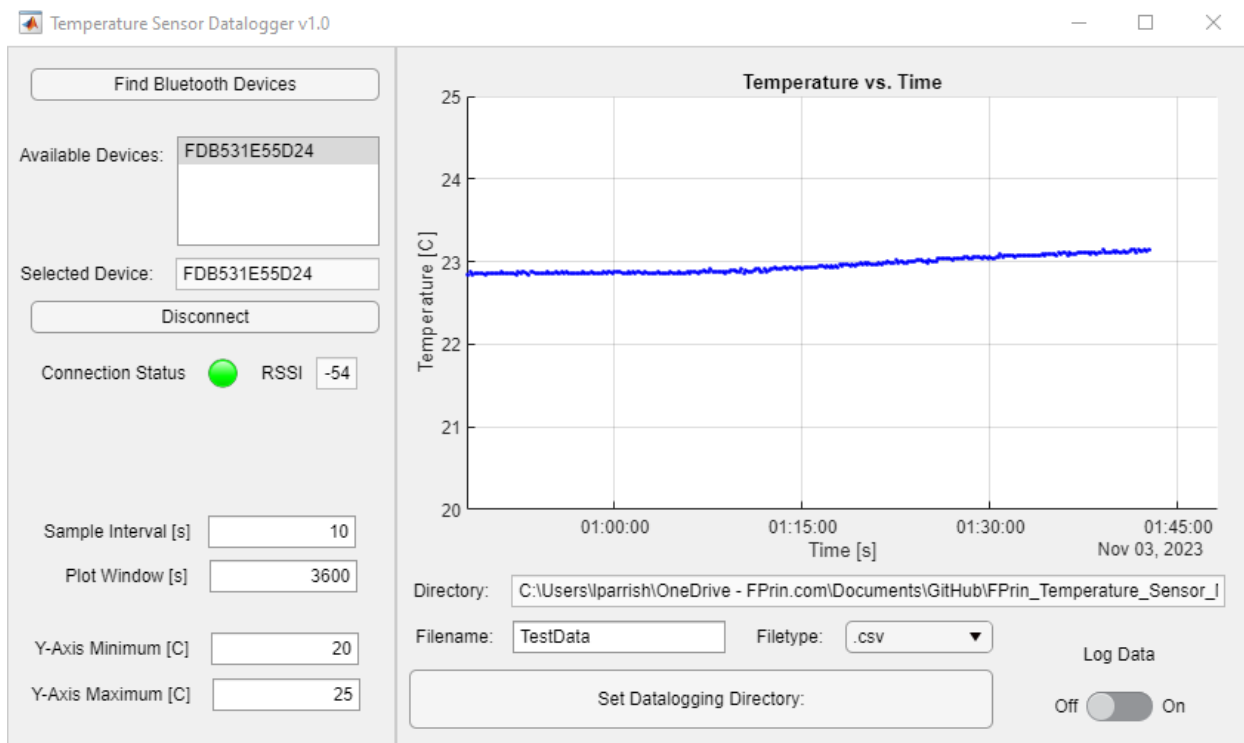 Temperature Sensor Datalogger v1.0
Find Bluetooth Devices
Available Devices:
FDB531E55D24
Selected Device:
FDB531E55D24
Disconnect
Connection Status
RSSI
-54
Sample Interval [s]
10
Plot Window [s]
3600
Y-Axis Minimum [C]
20
Y-Axis Maximum [C]
25
Temperature vs. Time
Temperature [C]
25
24
23
22
21
20
01:00:00
01:15:00
01:30:00
01:45:00
Time [s]
Nov 03, 2023
Directory:
C:\Users\lparrish\OneDrive - FPrin.com\Documents\GitHub\FPrin_Temperature_Sensor_
Filename:
TestData
Filetype:
.csv
Set Datalogging Directory:
Log Data
Off
On